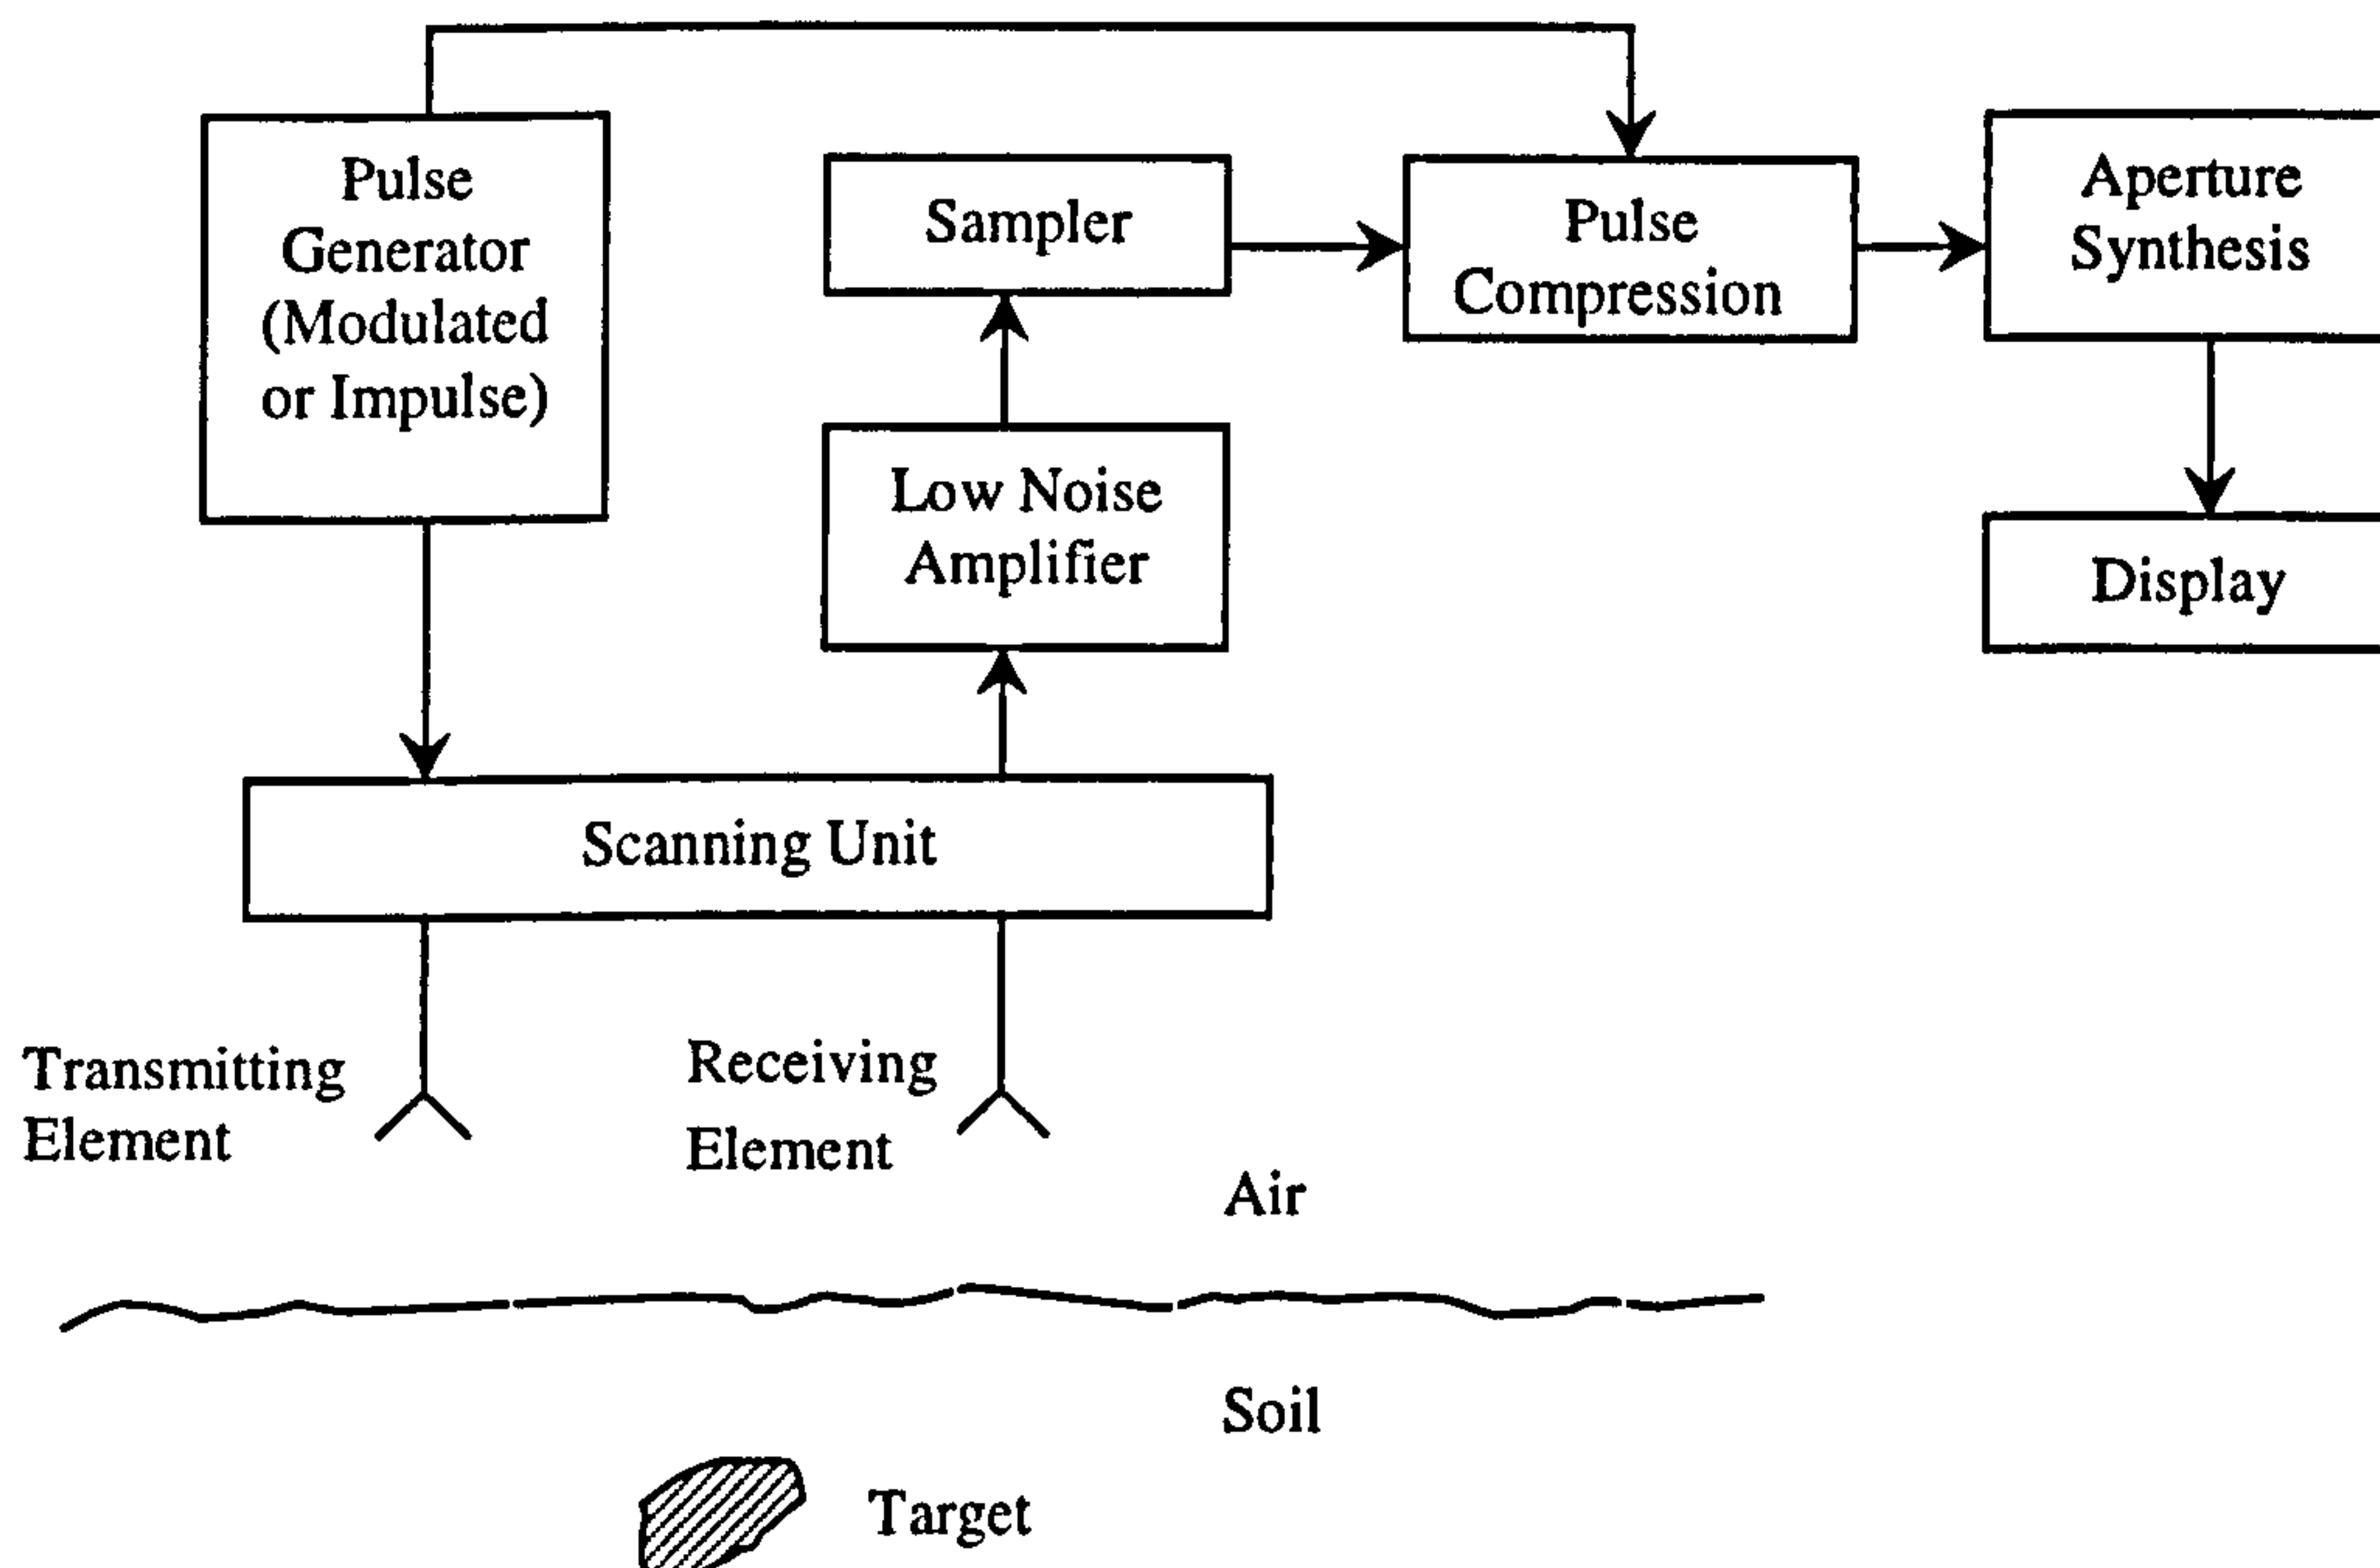 Pulse
Generator
(Modulated
or Impulse)
Sampler
Pulse
Compression
Aperture
Synthesis
Low Noise
Amplifier
Display
Scanning Unit
Transmitting
Element
Receiving
Element
Air
Soil
Target